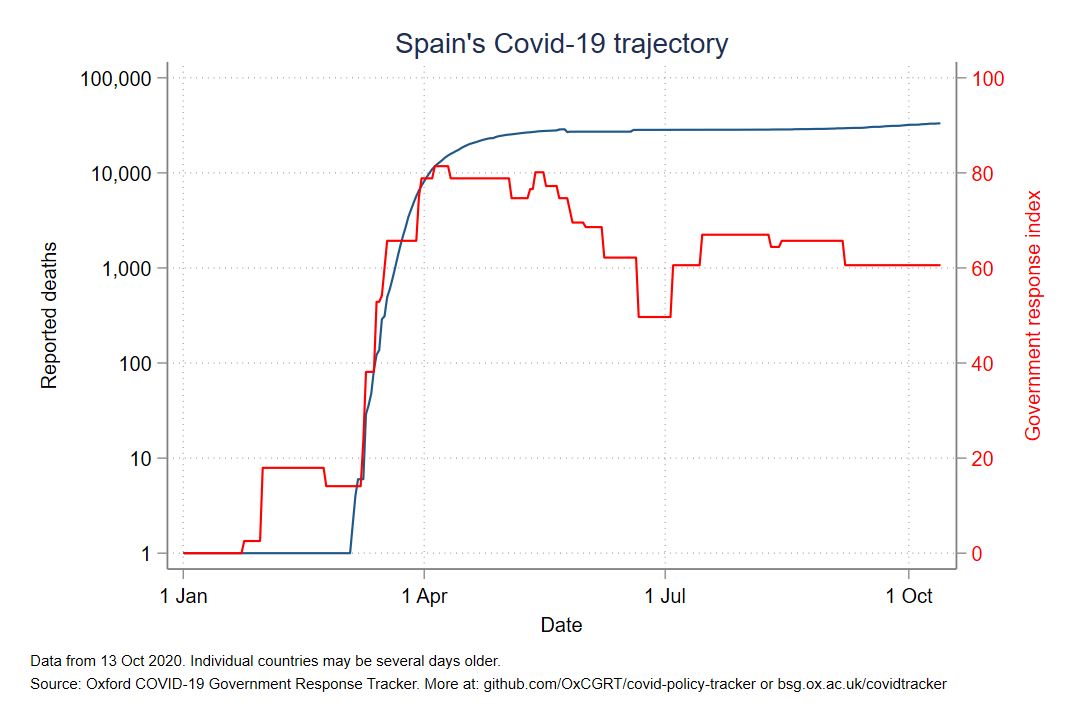 Spain's Covid-19 trajectory
100,000
10,000
1,000
100
10
1
Reported deaths
100
80
60
40
20
0
Government response index
1 Jan
1 Apr
1 Jul
1 Oct
Date
Data from 13 Oct 2020. Individual countries may be several days older.
Source: Oxford COVID-19 Government Response Tracker. More at: github.com/OxCGRT/covid-policy-tracker or bsg.ox.ac.uk/covidtracker